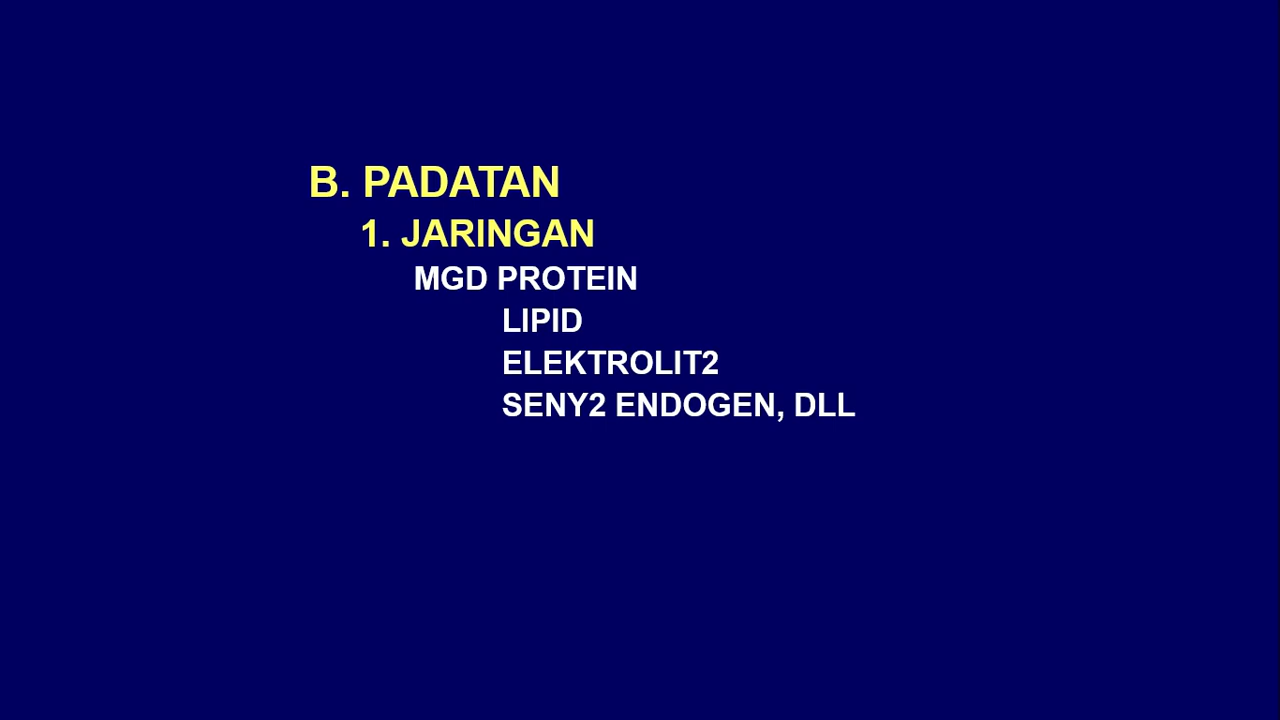 B. PADATAN
1. JARINGAN
MGD PROTEIN
LIPID
ELEKTROLIT2
SENY2 ENDOGEN, DLL